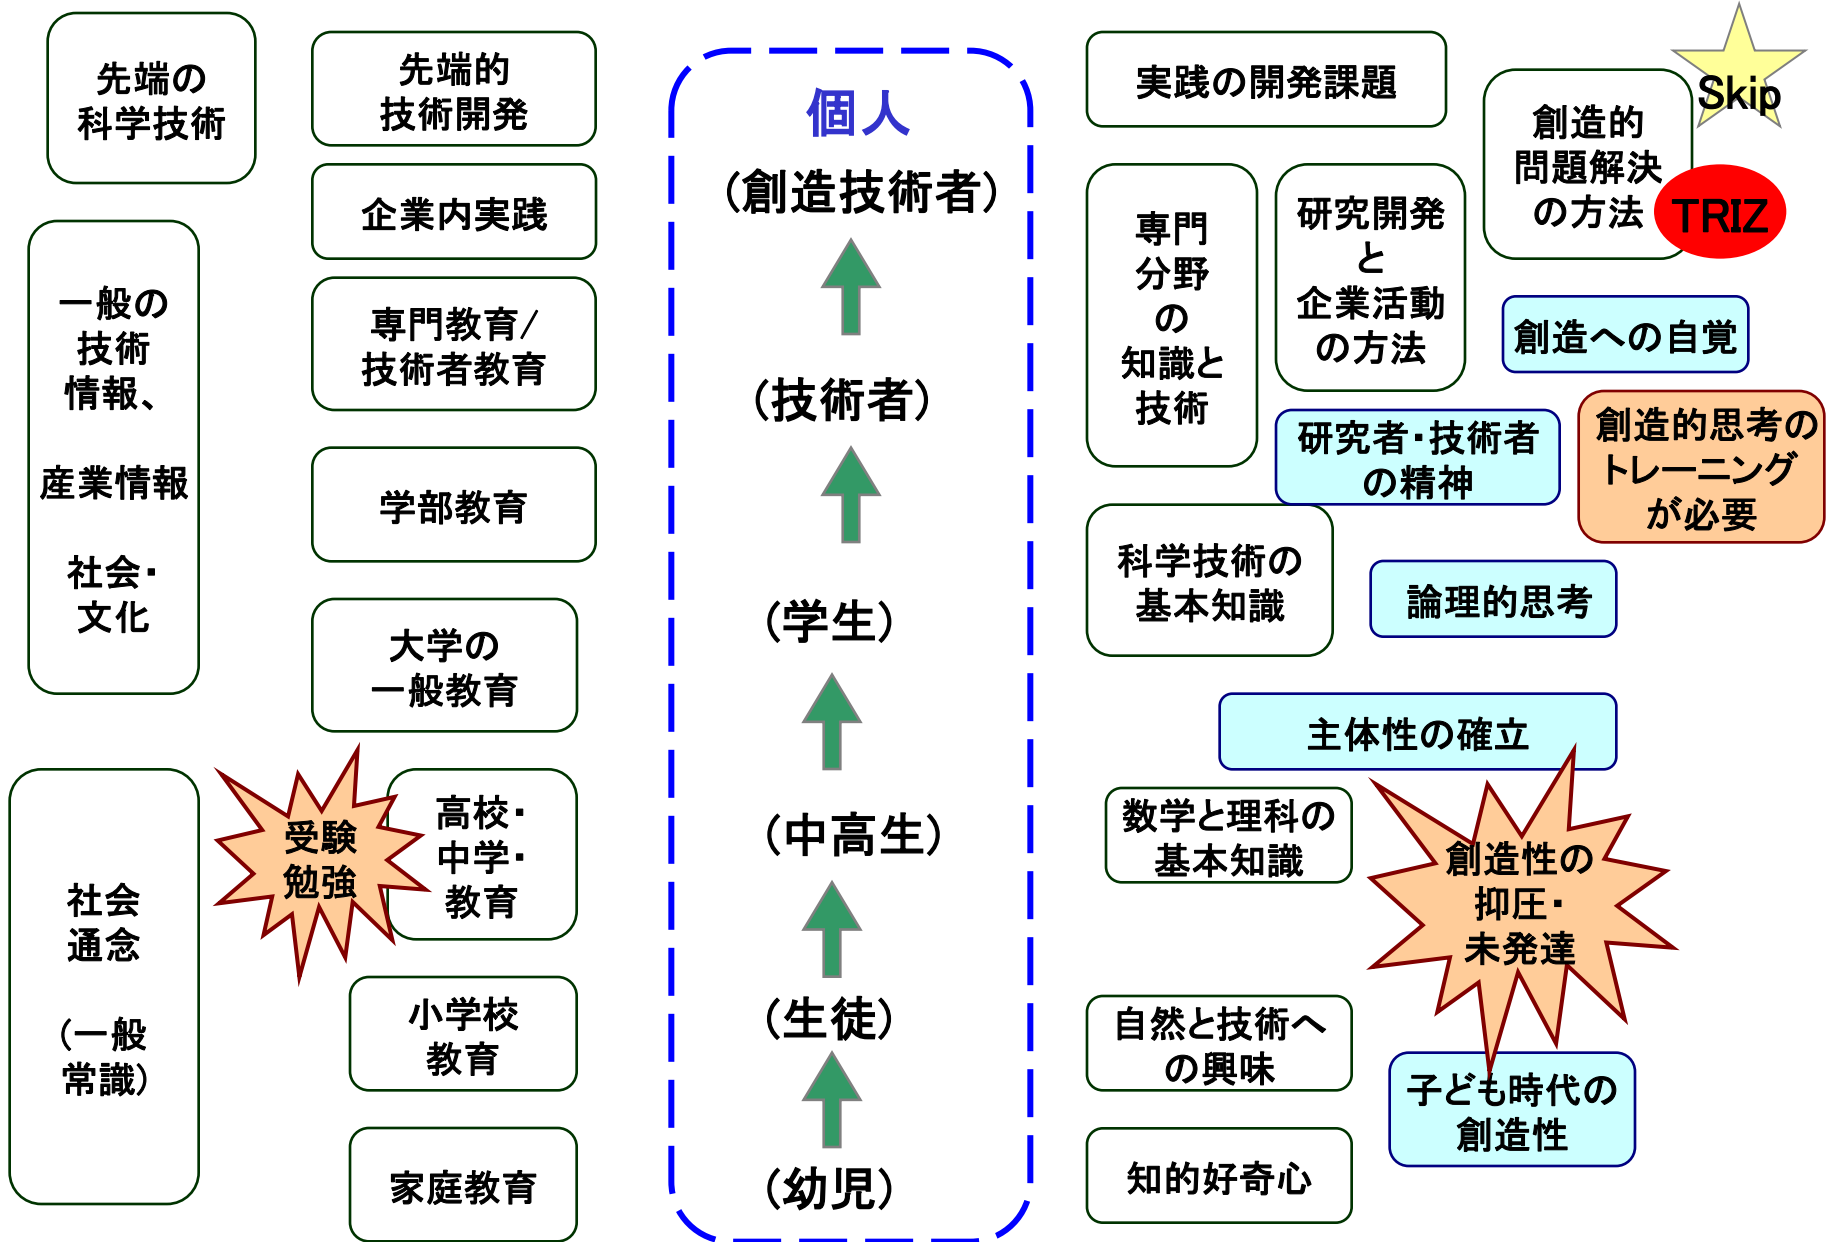 先端の
科学技術
一般の
技術
情報、
産業情報
社会・
文化
社会
通念
（一般
常識）
先端的
技術開発
企業内実践
専門教育/
技術者教育
学部教育
大学の
一般教育
受験
勉強
高校・
中学・
教育
小学校
教育
家庭教育
個人
（創造技術者）
（技術者）
（学生）
（中高生）
（生徒）
（幼児）
実践の開発課題
専門
分野
の
知識と
技術
研究開発
と
企業活動
の方法
創造的
問題解決
の方法
Skip
TRIZ
創造への自覚
研究者・技術者
の精神
創造的思考の
トレーニング
が必要
科学技術の
基本知識
論理的思考
主体性の確立
数学と理科の
基本知識
創造性の
抑圧・
未発達
自然と技術へ
の興味
子ども時代の
創造性
知的好奇心